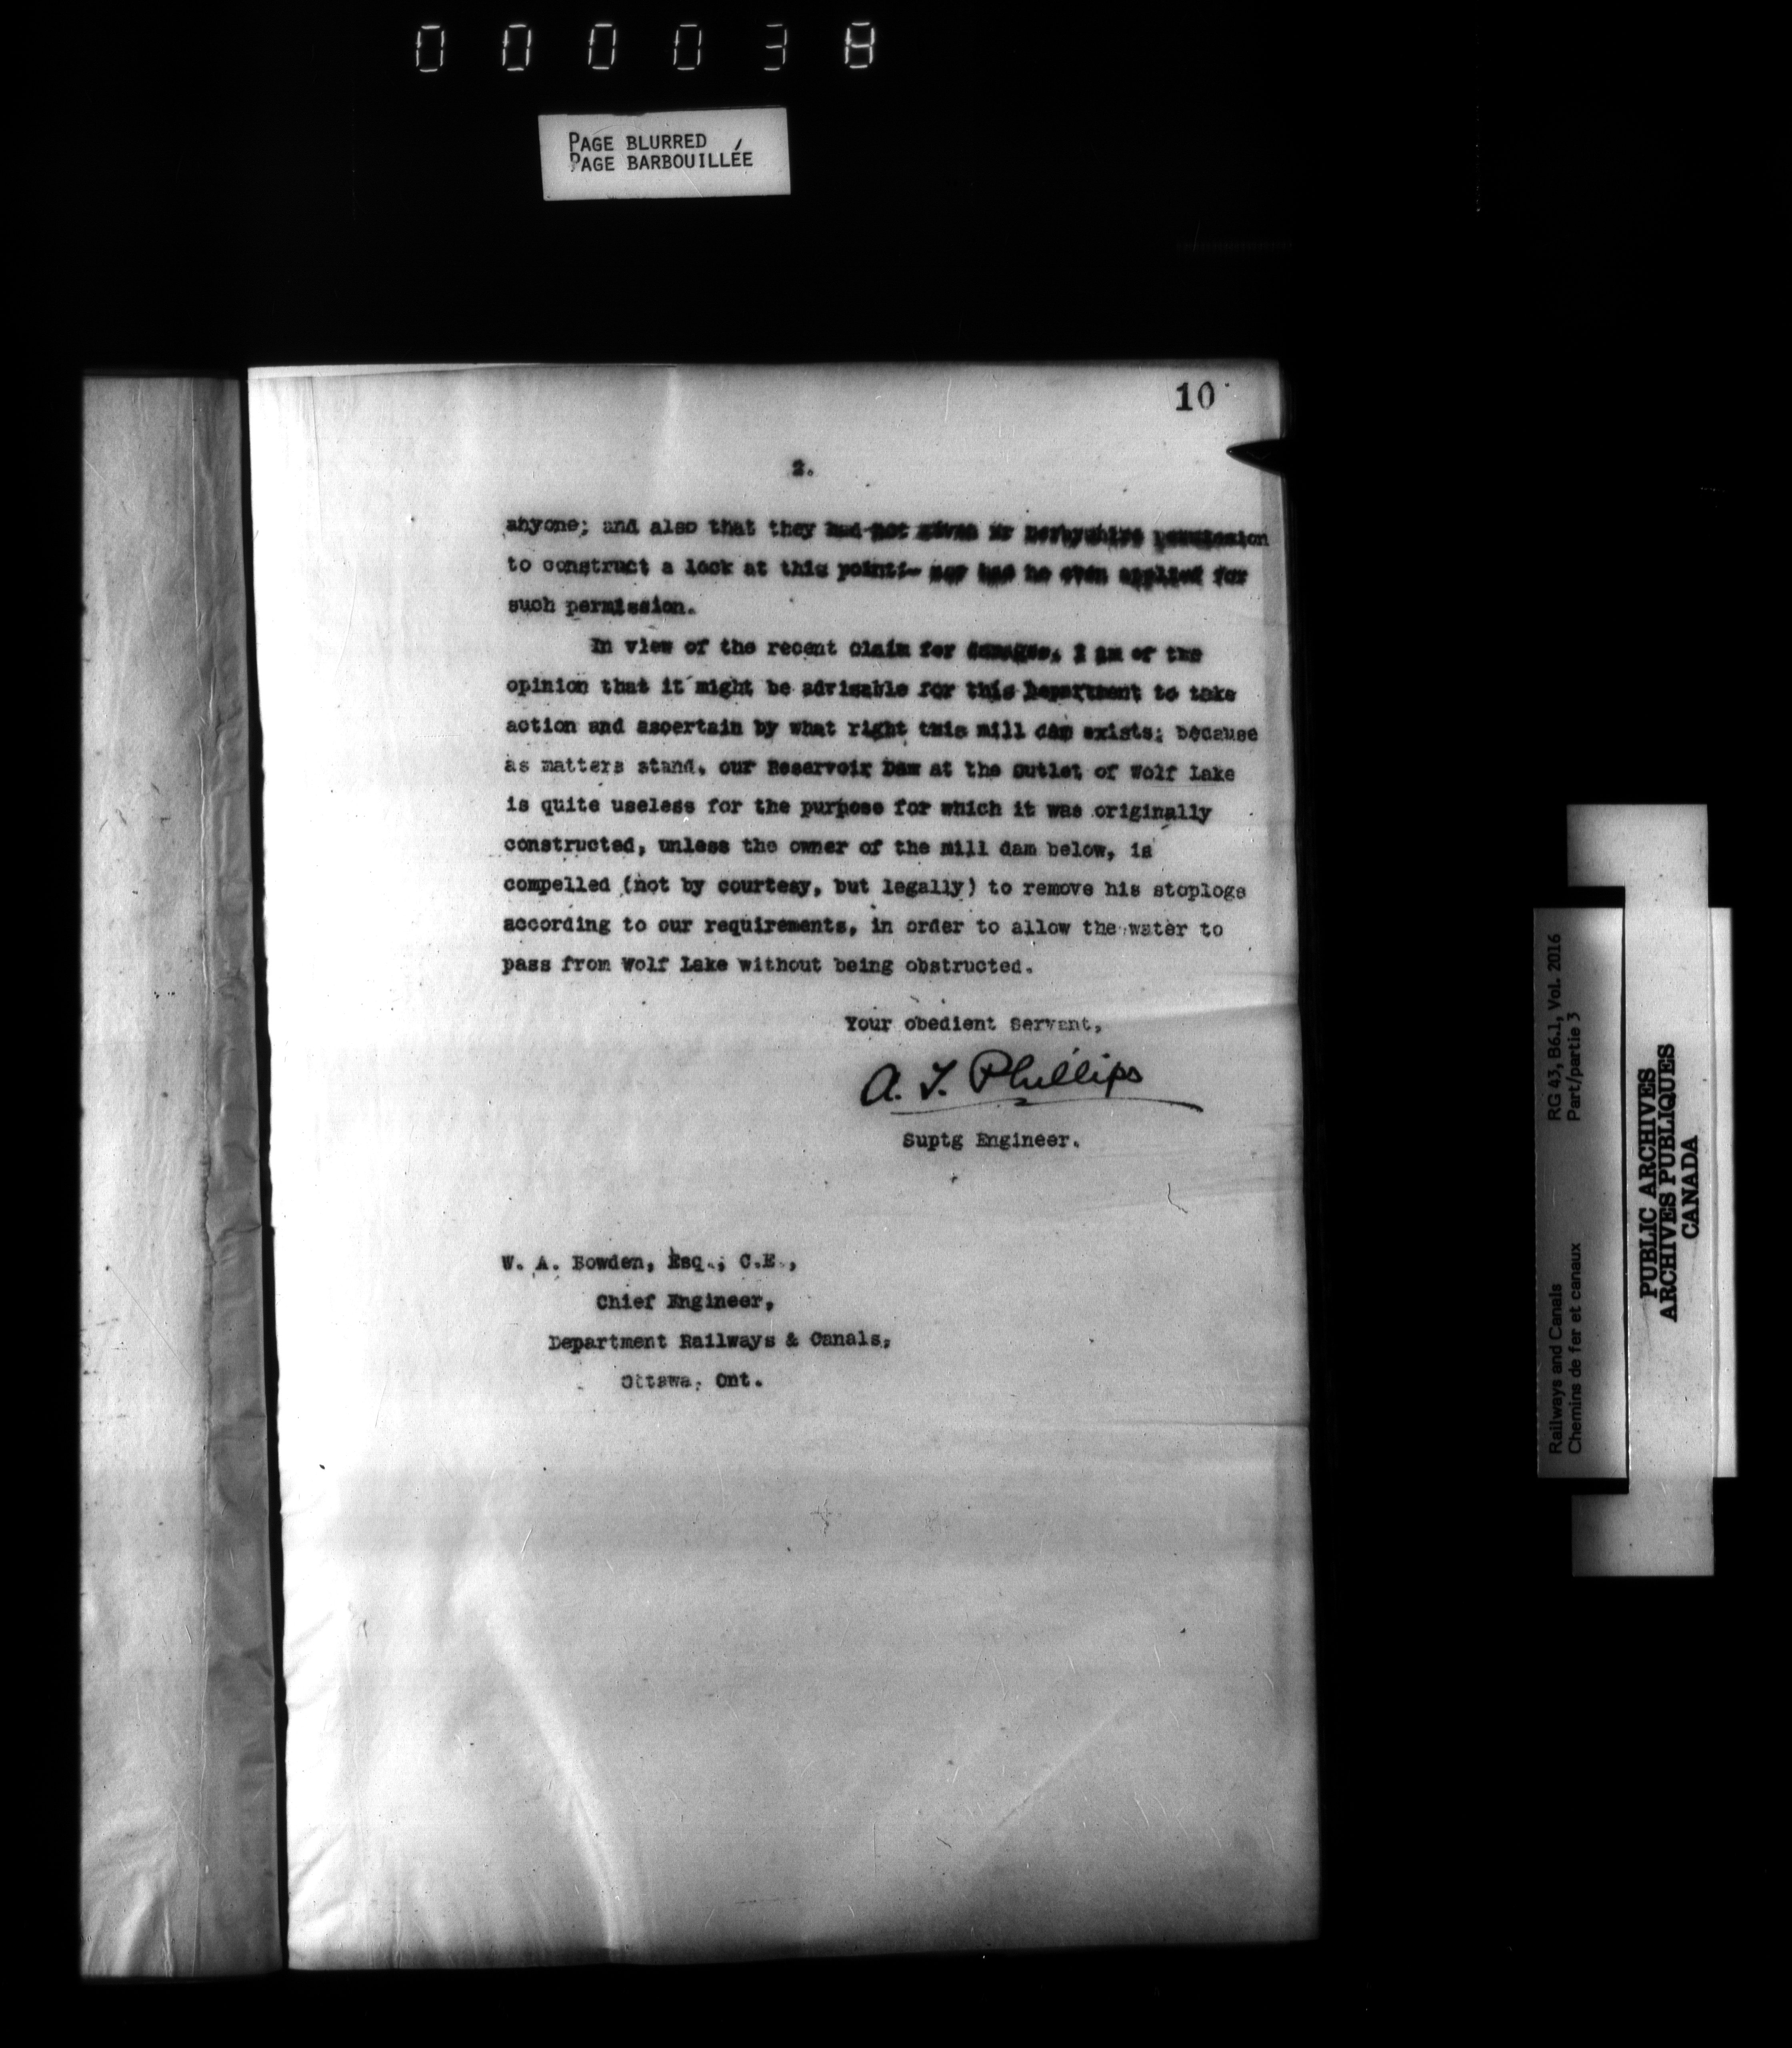 000038
PAGE BLURRED
PAGE BARBOUILLÉE
10
2.
anyone; and also that they had not given Mr Derbyshire permission
to construct a lock at this point:- nor has he even applied for
such permission.
In view of the recent Claim for damages, I am of the
opinion that it might be advisable for this Department to take
action and ascertain by what right this mill dam exists; because
as matters stand, our Reservoir Dam at the outlet of Wolf Lake
is quite useless for the purpose for which it was originally
constructed, unless the owner of the mill dam below, is
compelled (not by courtesy, but legally) to remove his stoplogs
according to our requirements, in order to allow the water to
pass from Wolf Lake without being obstructed.
Your obedient Servant,
A. T. Phillips
Suptg Engineer.
W. A. Bowden, Esq., C.E.,
Chief Engineer,
Department Railways & Canals,
Ottawa, Ont.
Railways and Canals RG 43, B6.1, Vol. 2016
Chemins de fer et canaux Part/partie 3
PUBLIC ARCHIVES
ARCHIVES PUBLIQUES
CANADA